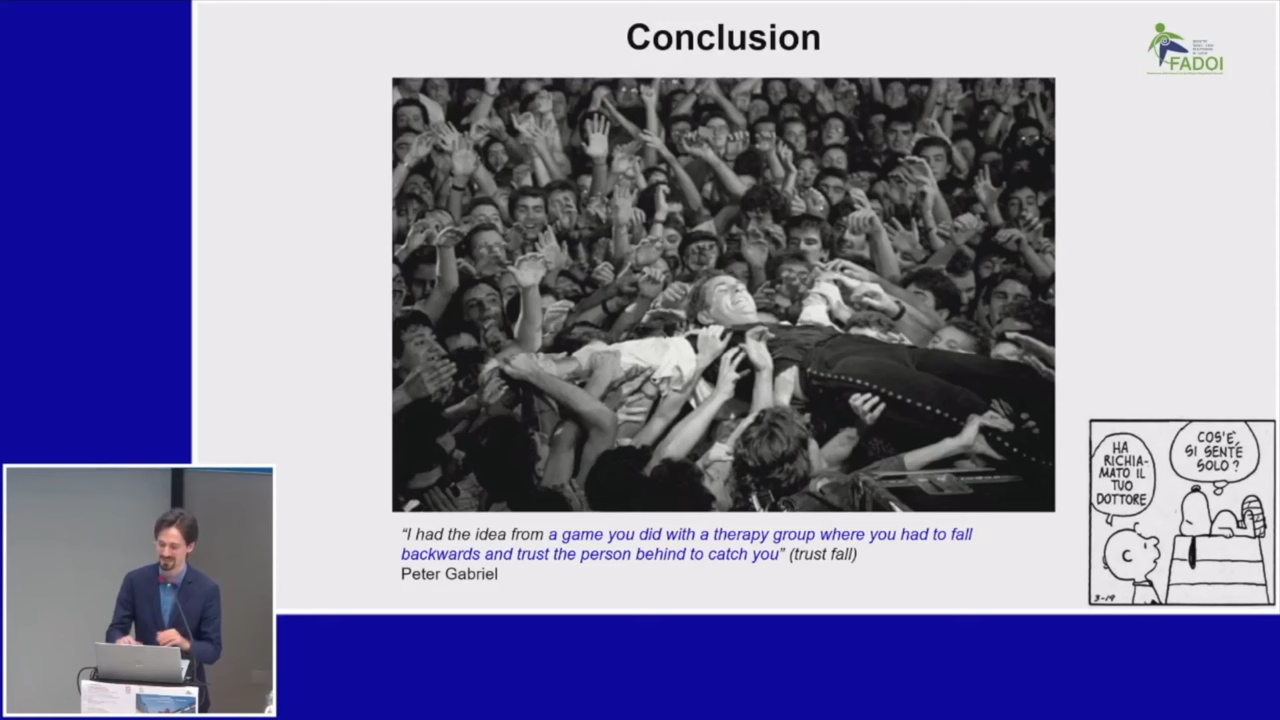 Conclusion
FADOI
“I had the idea from a game you did with a therapy group where you had to fall
backwards and trust the person behind to catch you” (trust fall)
Peter Gabriel
HA
RICHIA-
MATO IL
TUO
DOTTORE
COS'È,
SI SENTE
SOLO?
3-19